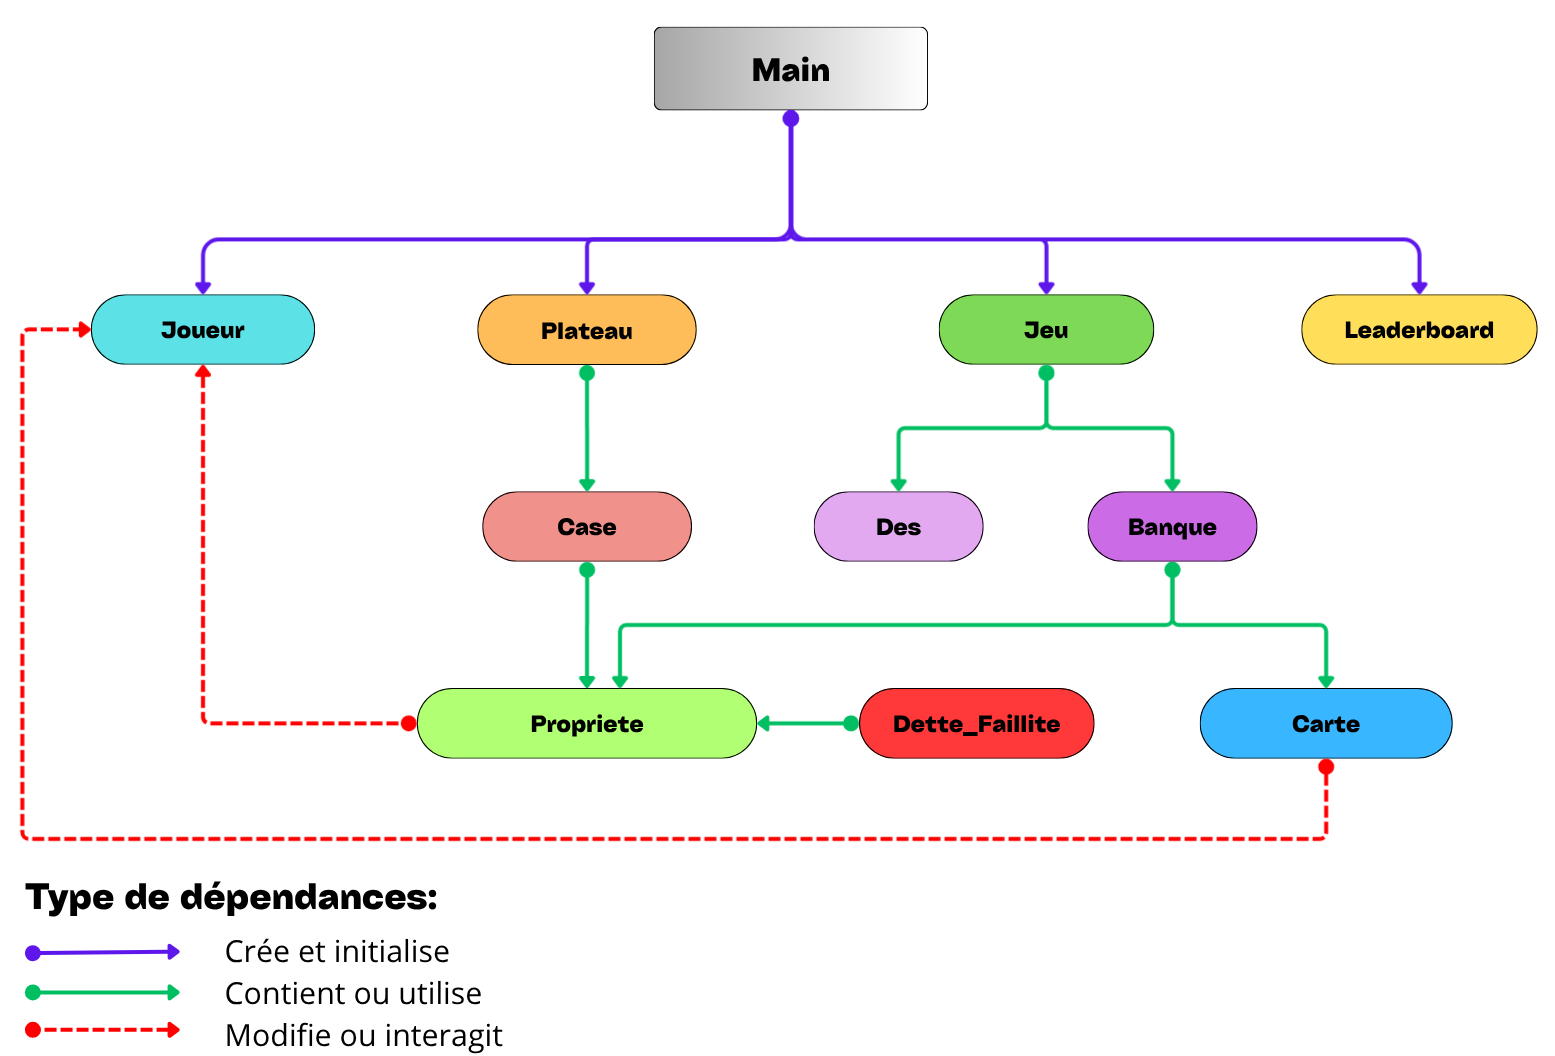 Main
Joueur
Plateau
Jeu
Leaderboard
Case
Des
Banque
Propriete
Dette_Faillite
Carte
Type de dépendances:
Crée et initialise
Contient ou utilise
Modifie ou interagit